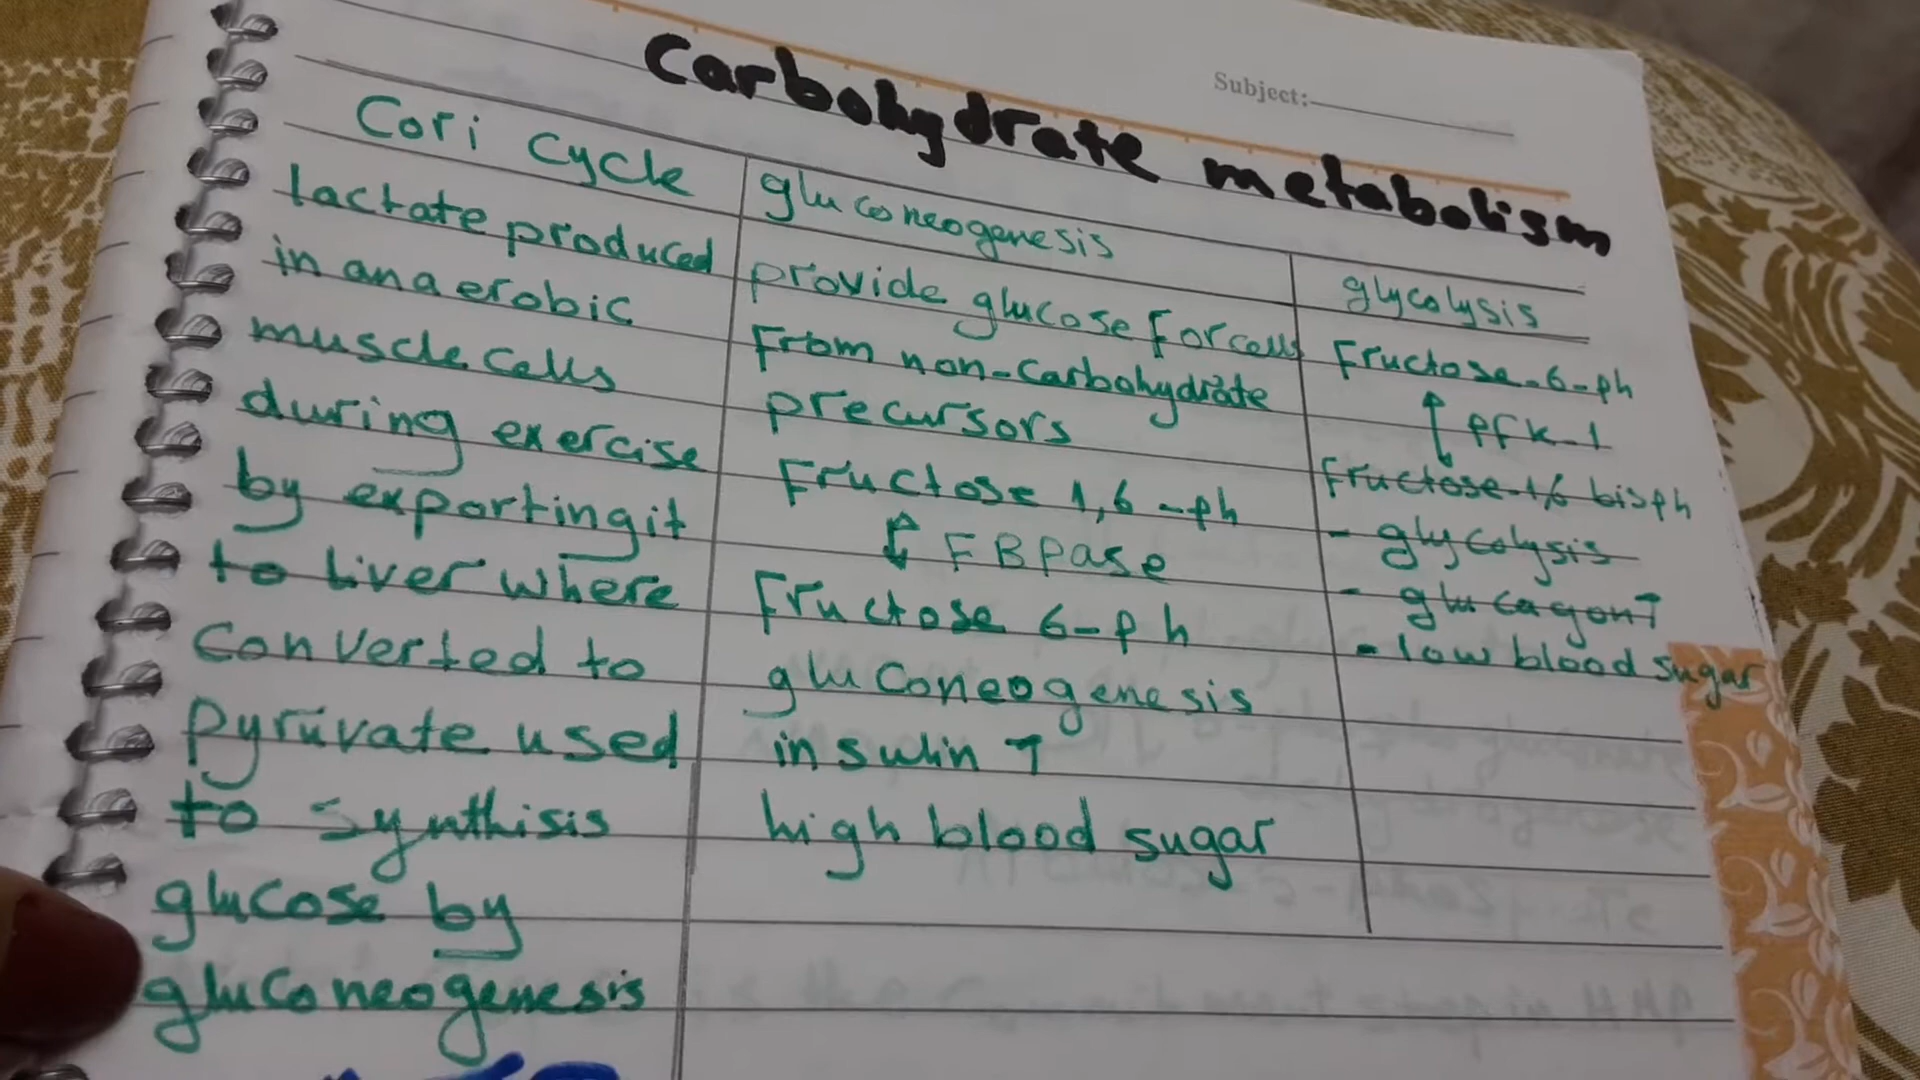 Carbohydrate metabolism
Subject:
Cori Cycle
lactate produced
in anaerobic
muscle cells
during exercise
by exporting it
to liver where
Converted to
Pyruvate used
to synthisis
glucose by
gluconeogenesis
gluconeogenesis
provide glucose For cells
From non-carbohydrate
precursors
Fructose 1,6-ph
↕ FBPase
Fructose 6-ph
gluconeogenesis
insulin ↑
high blood sugar
glycolysis
Fructose-6-ph
↕ PFK-1
Fructose-1/6 bisph
- glycolysis
- glucagon↑
- low blood sugar